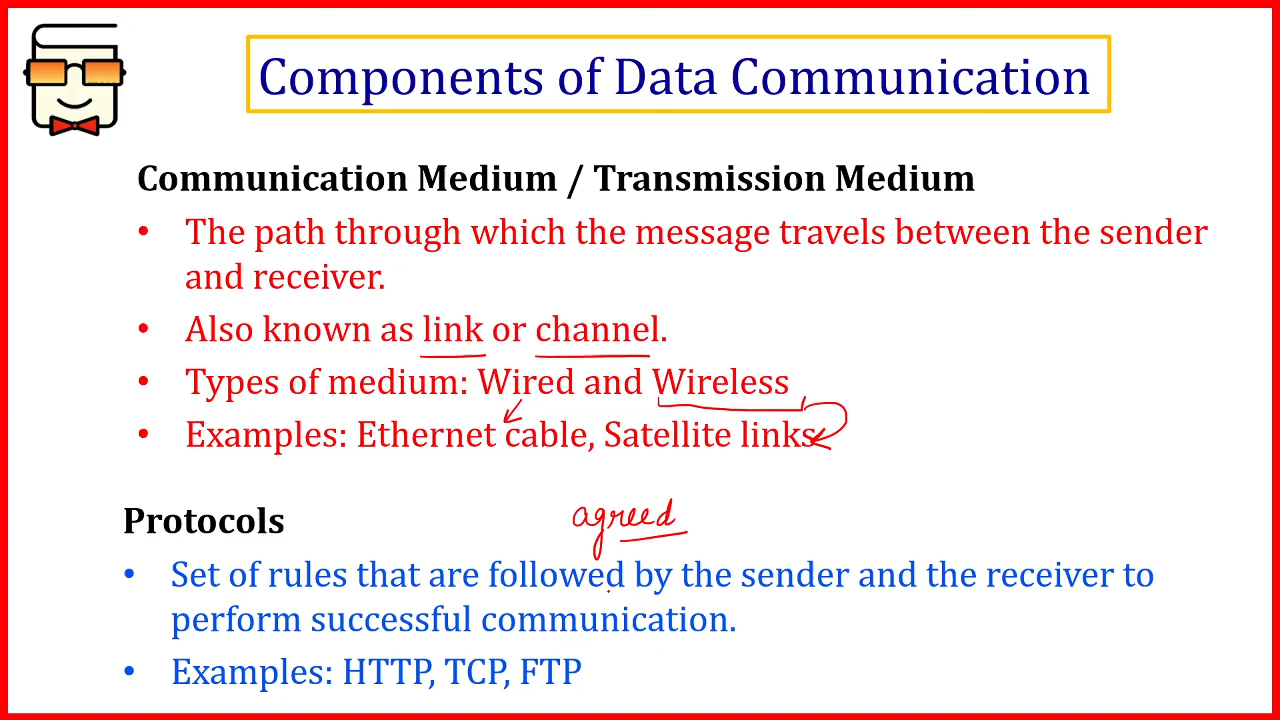 Components of Data Communication
Communication Medium / Transmission Medium
• The path through which the message travels between the sender
and receiver.
• Also known as link or channel.
• Types of medium: Wired and Wireless
• Examples: Ethernet cable, Satellite links
Protocols
agreed
• Set of rules that are followed by the sender and the receiver to
perform successful communication.
• Examples: HTTP, TCP, FTP